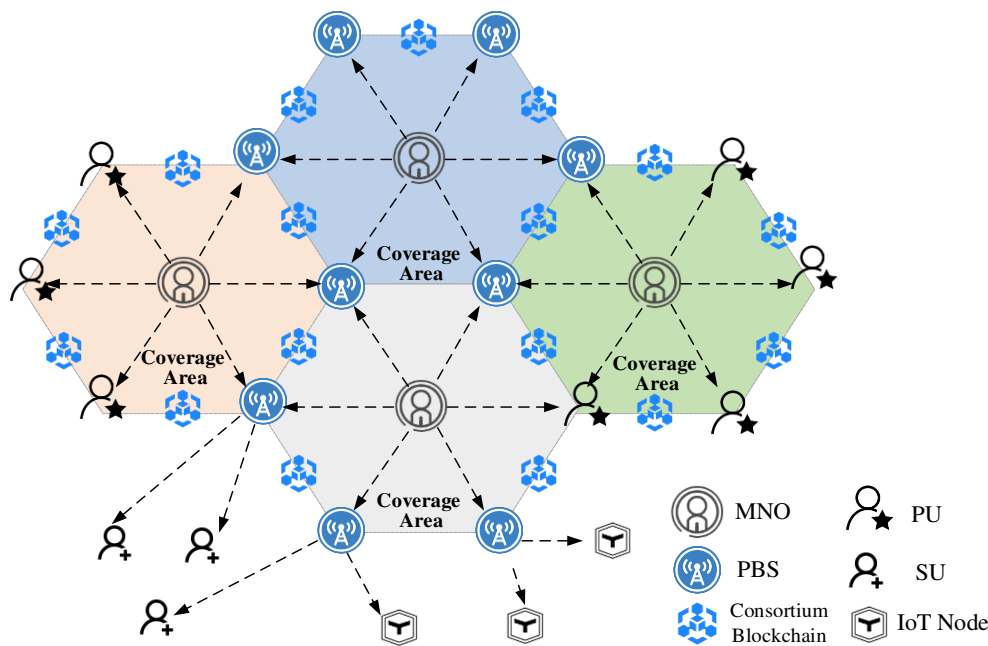 Coverage
Area
Coverage
Area
Coverage
Area
Coverage
Area
MNO
PU
PBS
SU
Consortium
Blockchain
IoT Node